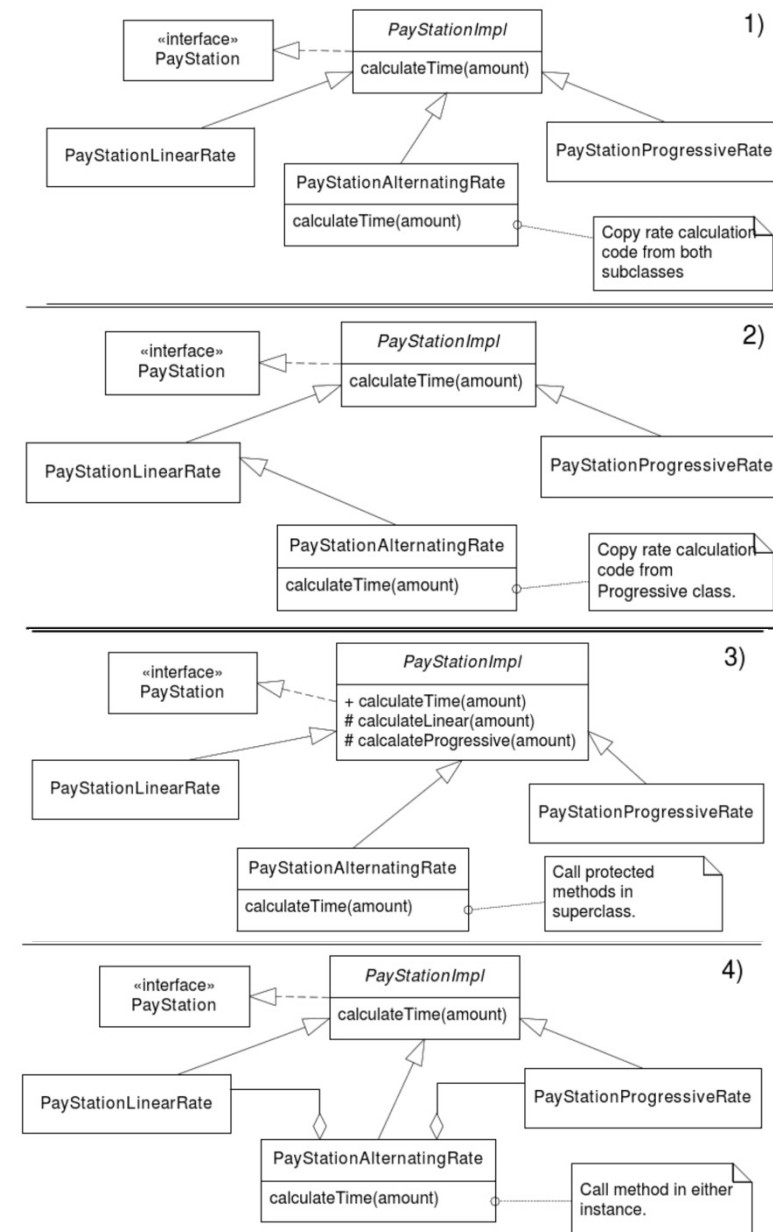 PayStationImpl
1)
«interface»
PayStation
calculateTime(amount)
PayStationLinearRate
PayStationProgressiveRate
PayStationAlternatingRate
calculateTime(amount)
Copy rate calculation
code from both
subclasses
2)
PayStationImpl
«interface»
PayStation
calculateTime(amount)
PayStationLinearRate
PayStationProgressiveRate
PayStationAlternatingRate
calculateTime(amount)
Copy rate calculation
code from
Progressive class.
3)
PayStationImpl
«interface»
PayStation
+ calculateTime(amount)
# calculateLinear(amount)
# calcalateProgressive(amount)
PayStationLinearRate
PayStationProgressiveRate
PayStationAlternatingRate
calculateTime(amount)
Call protected
methods in
superclass.
4)
PayStationImpl
«interface»
PayStation
calculateTime(amount)
PayStationLinearRate
PayStationProgressiveRate
PayStationAlternatingRate
calculateTime(amount)
Call method in either
instance.